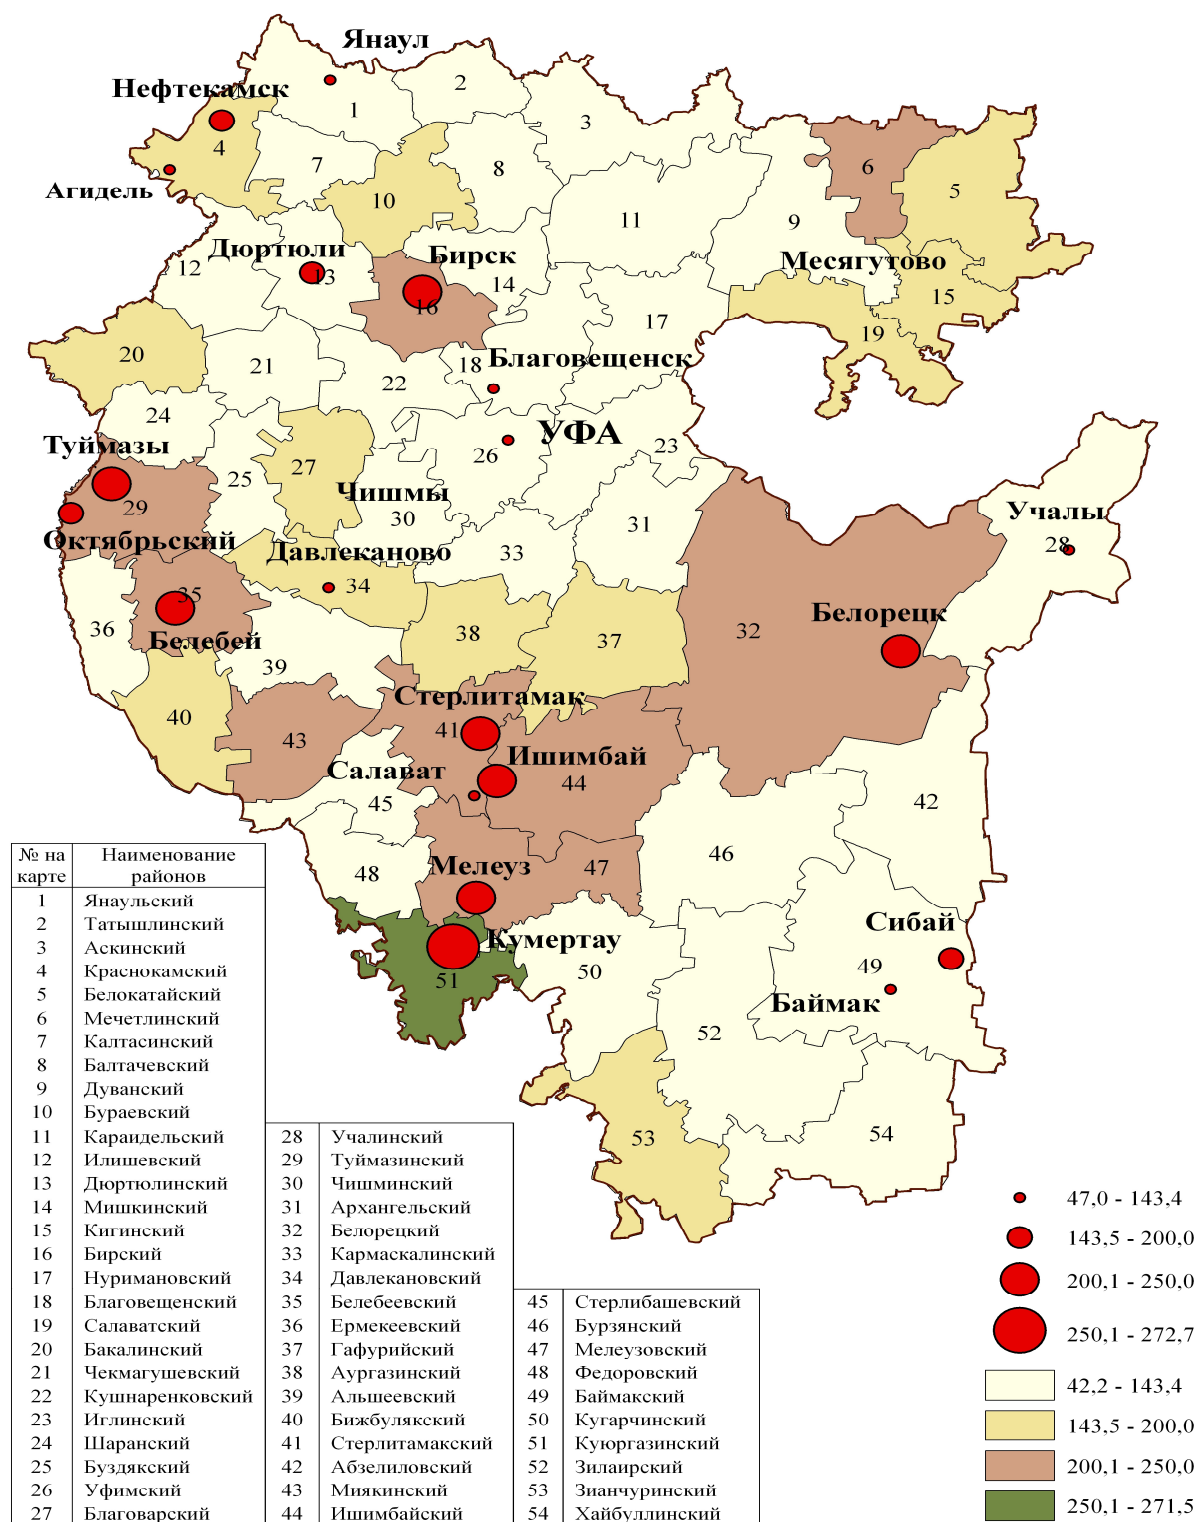 Янаул
Нефтекамск
2
1
3
4
7
8
6
5
Агидель
10
11
9
Дюртюли
Бирск
Месягутово
12
13
14
15
16
17
19
20
21
22
18
Благовещенск
24
УФА
Туймазы
23
26
25
27
Чишмы
29
30
31
Учалы
28
Октябрьский
Давлеканово
33
34
35
36
Белебей
38
37
32
Белорецк
39
40
Стерлитамак
41
43
Ишимбай
Салават
44
45
42
46
Мелеуз
47
48
Сибай
Кумертау
50
49
51
Баймак
52
53
54
№ на карте
Наименование районов
1 Янаульский
2 Татышлинский
3 Аскинский
4 Краснокамский
5 Белокатайский
6 Мечетлинский
7 Калтасинский
8 Балтачевский
9 Дуванский
10 Бураевский
11 Караидельский
12 Илишевский
13 Дюртюлинский
14 Мишкинский
15 Кигинский
16 Бирский
17 Нуримановский
18 Благовещенский
19 Салаватский
20 Бакалинский
21 Чекмагушевский
22 Кушнаренковский
23 Иглинский
24 Шаранский
25 Буздякский
26 Уфимский
27 Благоварский
28 Учалинский
29 Туймазинский
30 Чишминский
31 Архангельский
32 Белорецкий
33 Кармаскалинский
34 Давлекановский
35 Белебеевский
36 Ермекеевский
37 Гафурийский
38 Аургазинский
39 Альшеевский
40 Бижбулякский
41 Стерлитамакский
42 Абзелиловский
43 Миякинский
44 Ишимбайский
45 Стерлибашевский
46 Бурзянский
47 Мелеузовский
48 Федоровский
49 Баймакский
50 Кугарчинский
51 Куюргазинский
52 Зилаирский
53 Зианчуринский
54 Хайбуллинский
47,0 - 143,4
143,5 - 200,0
200,1 - 250,0
250,1 - 272,7
42,2 - 143,4
143,5 - 200,0
200,1 - 250,0
250,1 - 271,5